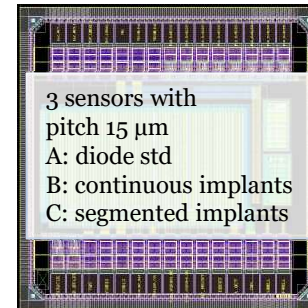 3 sensors with
pitch 15 µm
A: diode std
B: continuous implants
C: segmented implants